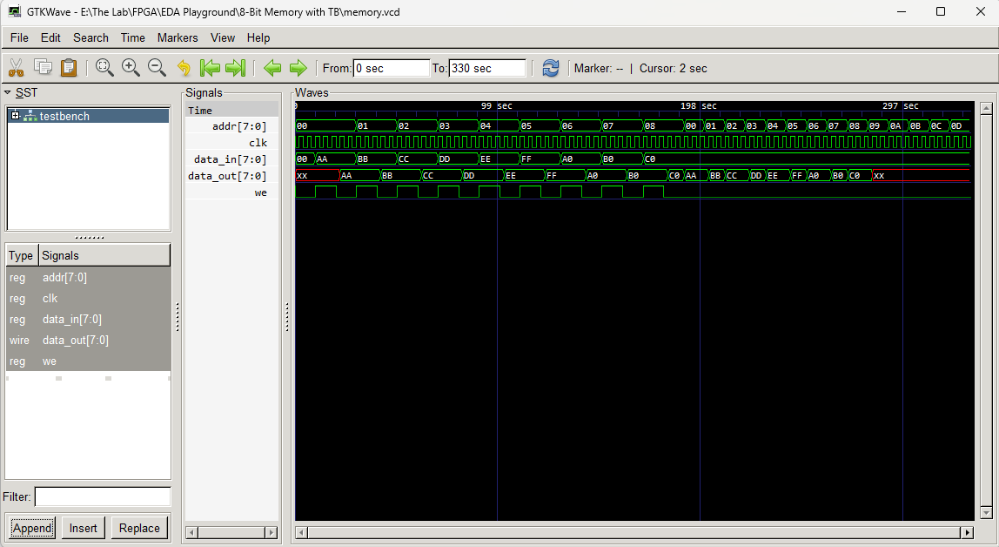 GTKWave - E:\The Lab\FPGA\EDA Playground\8-Bit Memory with TB\memory.vcd
File Edit Search Time Markers View Help
From: 0 sec To: 330 sec Marker: -- | Cursor: 2 sec
SST
testbench
Type Signals
reg addr[7:0]
reg clk
reg data_in[7:0]
wire data_out[7:0]
reg we
Filter:
Append Insert Replace
Signals
Time
addr[7:0]
clk
data_in[7:0]
data_out[7:0]
we
Waves
0 99 sec 198 sec 297 sec
00 01 02 03 04 05 06 07 08 00 01 02 03 04 05 06 07 08 09 0A 0B 0C 0D
00 AA BB CC DD EE FF A0 B0 C0
xx AA BB CC DD EE FF A0 B0 C0 AA BB CC DD EE FF A0 B0 C0 xx